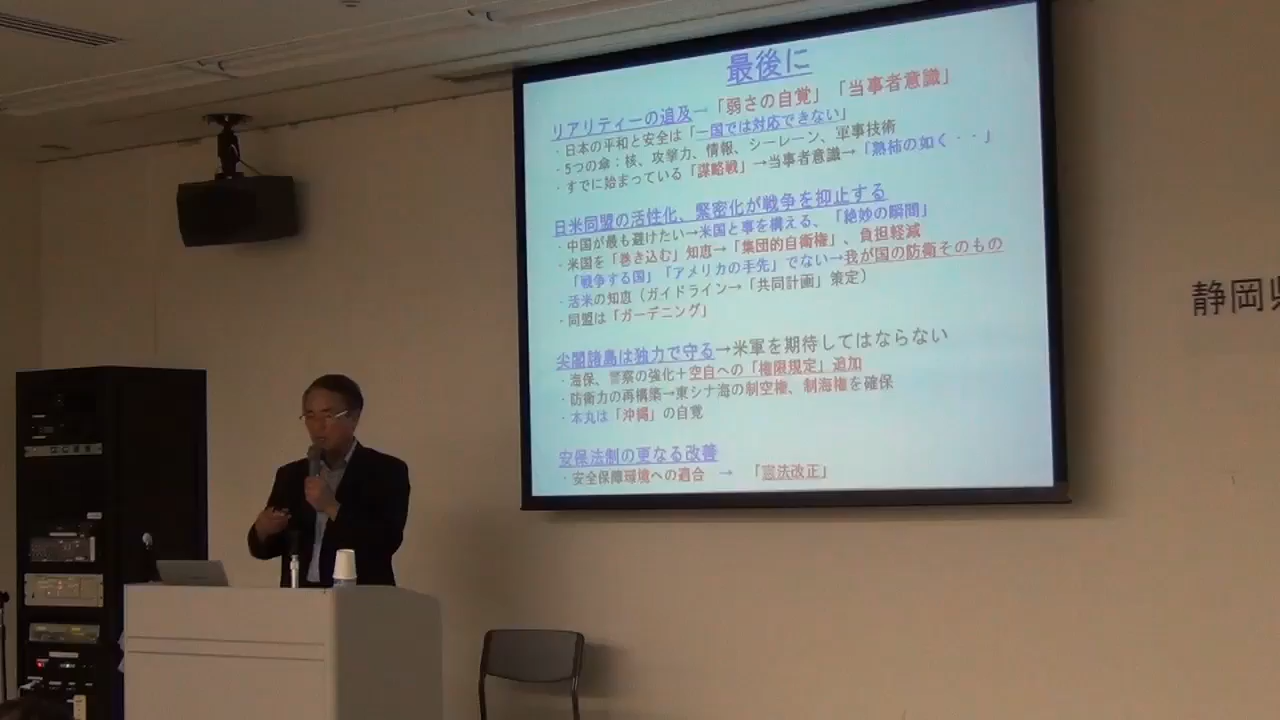 最後に
リアリティーの追及→「弱さの自覚」「当事者意識」
・日本の平和と安全は「一国では対応できない」
・5つの傘：核、攻撃力、情報、シーレーン、軍事技術
・すでに始まっている「謀略戦」→当事者意識→「熟柿の如く・・」
日米同盟の活性化、緊密化が戦争を抑止する
・中国が最も避けたい→米国と事を構える、「絶妙の瞬間」
・米国を「巻き込む」知恵→「集団的自衛権」、負担軽減
「戦争する国」「アメリカの手先」でない→我が国の防衛そのもの
・活米の知恵（ガイドライン→「共同計画」策定）
・同盟は「ガーデニング」
尖閣諸島は独力で守る→米軍を期待してはならない
・海保、警察の強化＋空自への「権限規定」追加
・防衛力の再構築→東シナ海の制空権、制海権を確保
・本丸は「沖縄」の自覚
安保法制の更なる改善
・安全保障環境への適合　→　「憲法改正」
静岡県